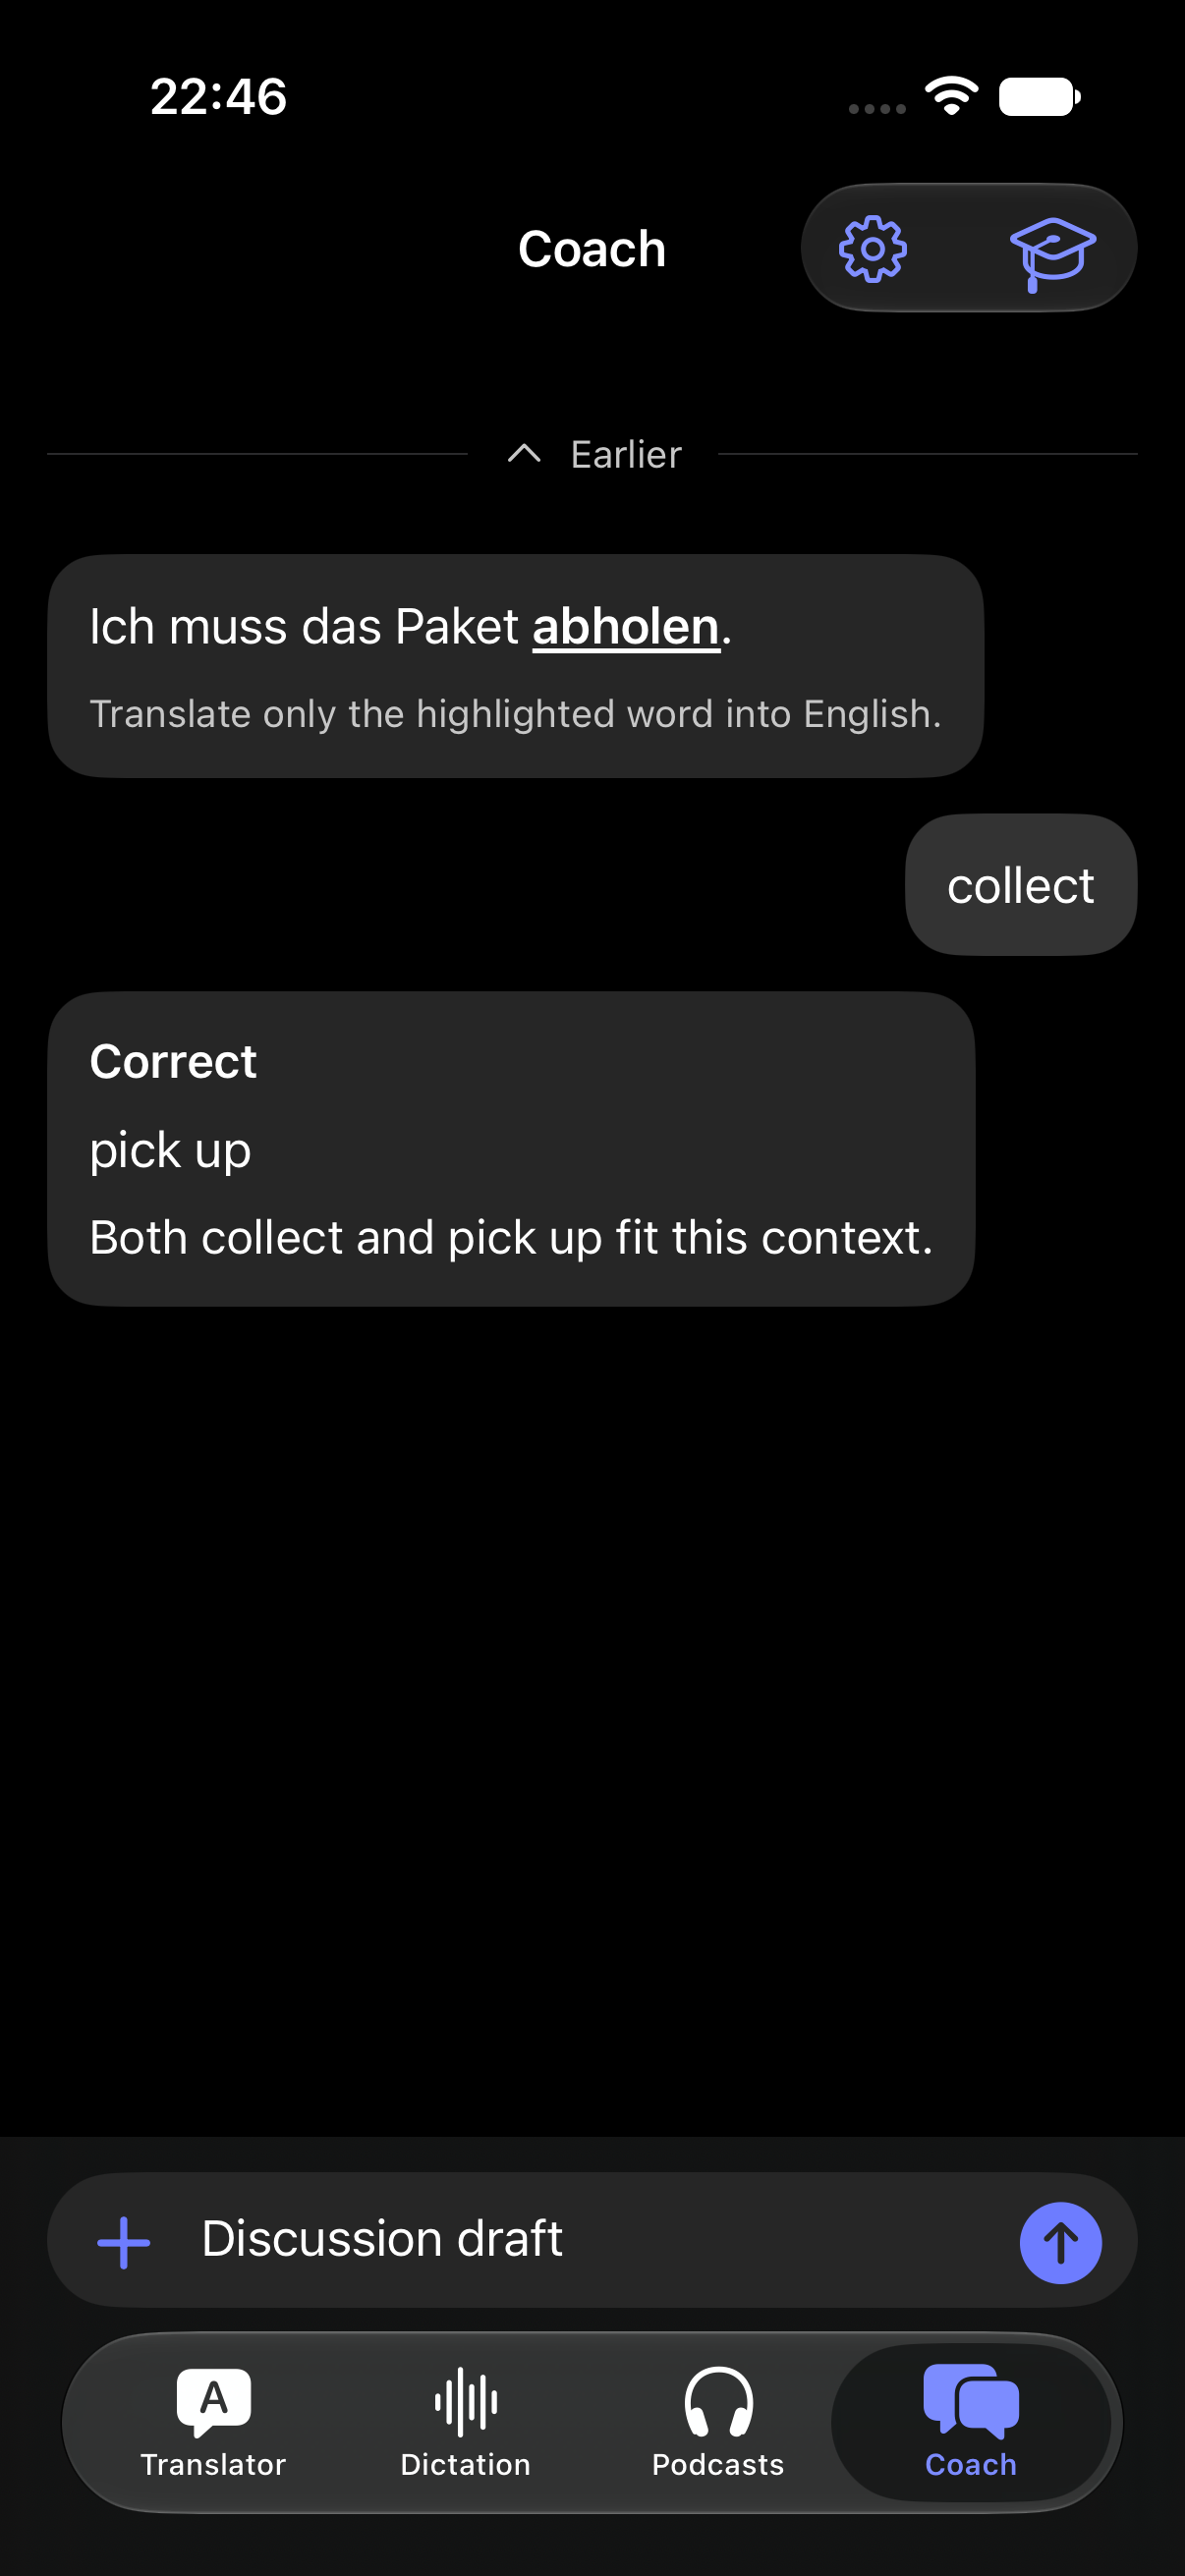 22:46
Coach
Earlier
Ich muss das Paket abholen.
Translate only the highlighted word into English.
collect
Correct
pick up
Both collect and pick up fit this context.
Discussion draft
A
Translator
Dictation
Podcasts
Coach